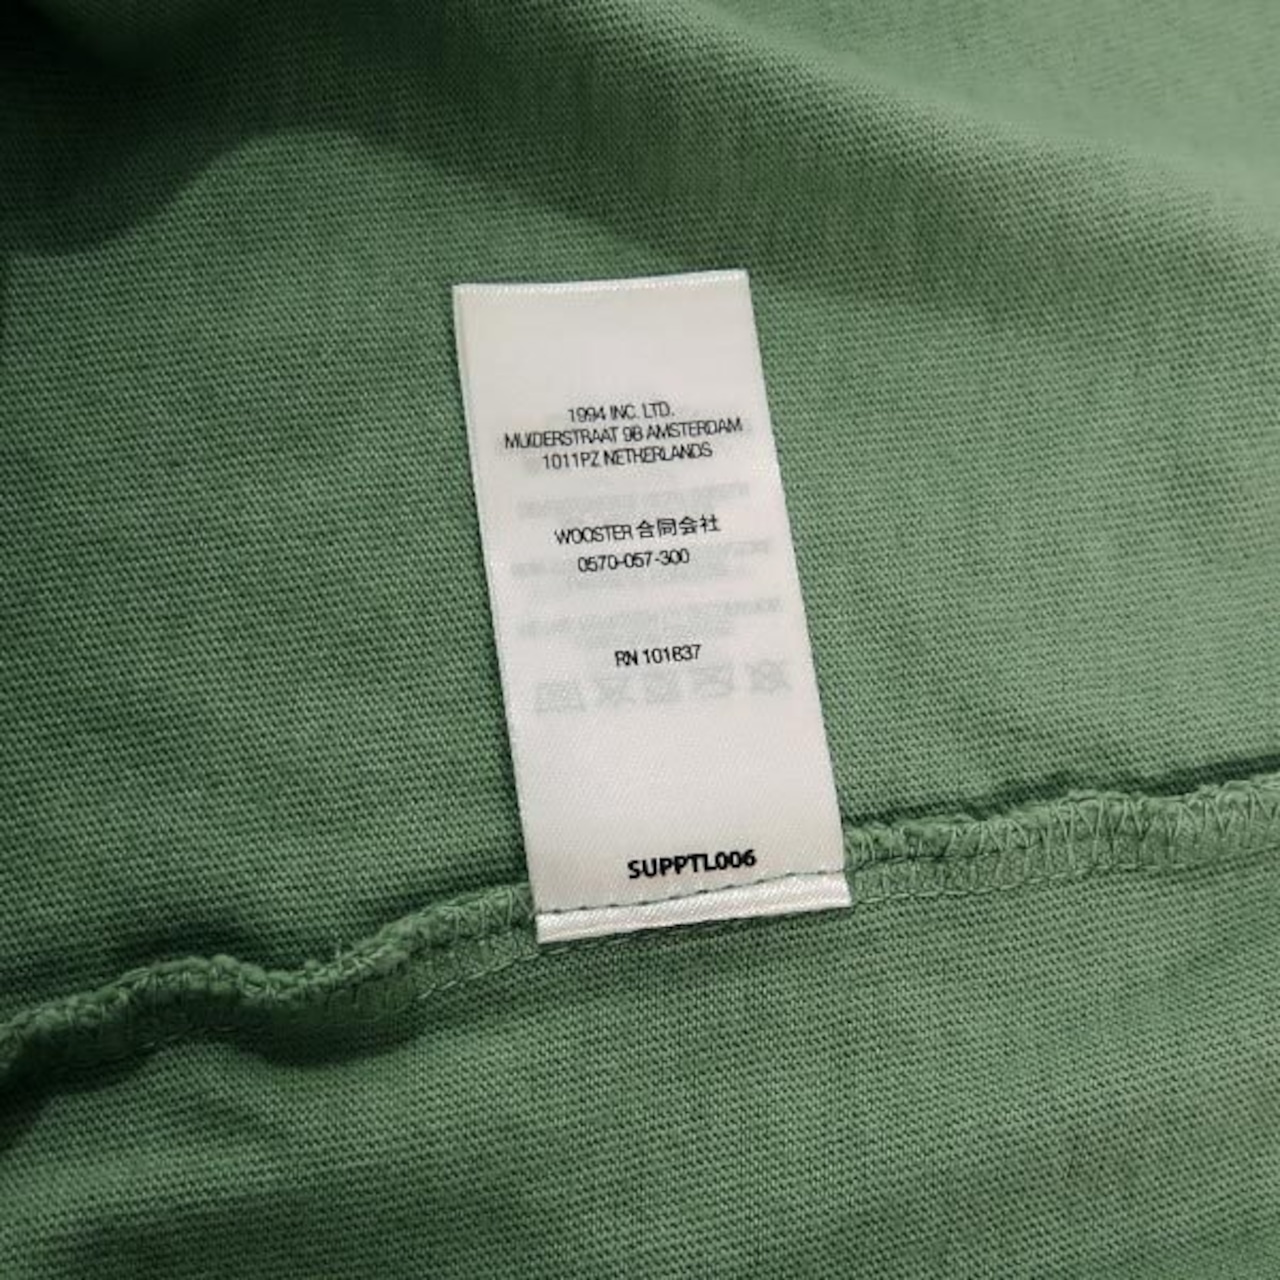 1994 INC. LTD.
MUIDERSTRAAT 9B AMSTERDAM
1011PZ NETHERLANDS
WOOSTER 合同会社
0570-057-300
RN 101837
SUPPTL006